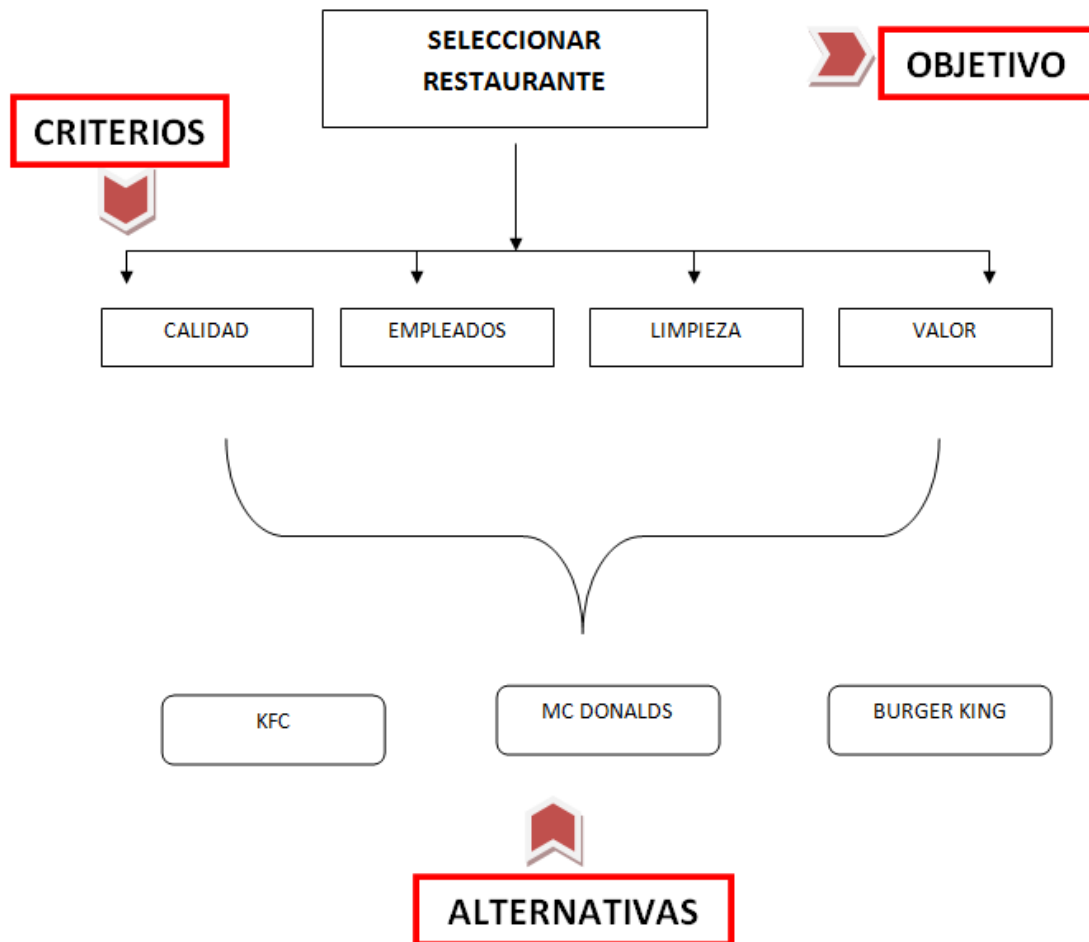 SELECCIONAR
RESTAURANTE
OBJETIVO
CRITERIOS
CALIDAD
EMPLEADOS
LIMPIEZA
VALOR
KFC
MC DONALDS
BURGER KING
ALTERNATIVAS